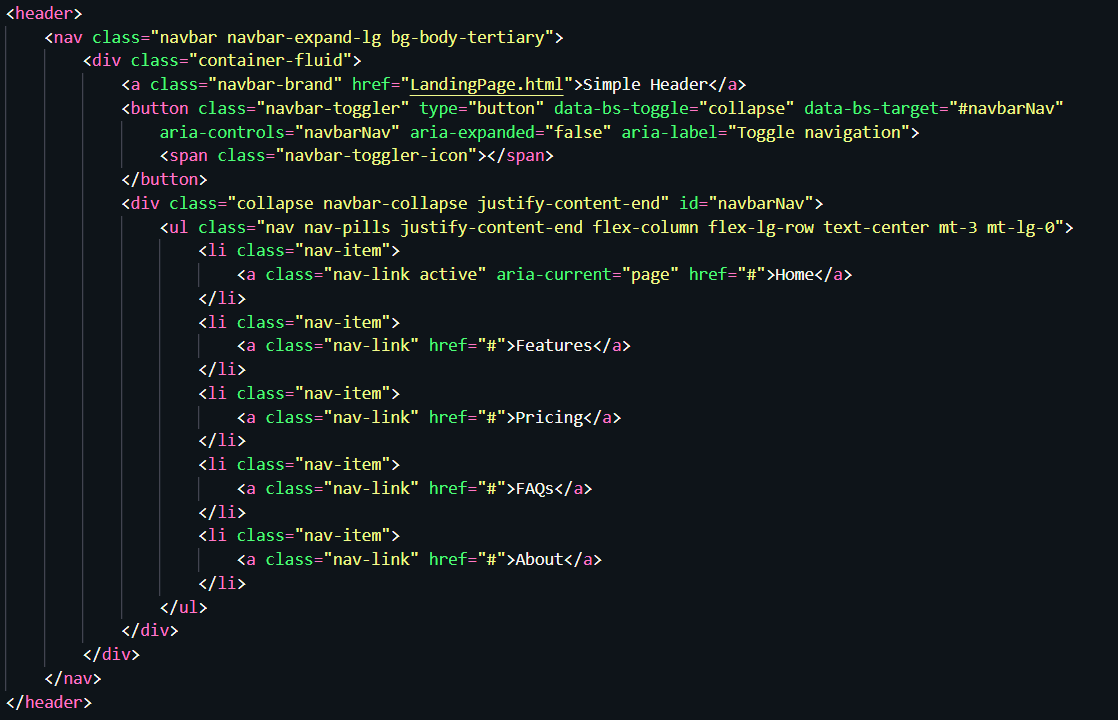 <header>
<nav class="navbar navbar-expand-lg bg-body-tertiary">
<div class="container-fluid">
<a class="navbar-brand" href="LandingPage.html">Simple Header</a>
<button class="navbar-toggler" type="button" data-bs-toggle="collapse" data-bs-target="#navbarNav"
aria-controls="navbarNav" aria-expanded="false" aria-label="Toggle navigation">
<span class="navbar-toggler-icon"></span>
</button>
<div class="collapse navbar-collapse justify-content-end" id="navbarNav">
<ul class="nav nav-pills justify-content-end flex-column flex-lg-row text-center mt-3 mt-lg-0">
<li class="nav-item">
<a class="nav-link active" aria-current="page" href="#">Home</a>
</li>
<li class="nav-item">
<a class="nav-link" href="#">Features</a>
</li>
<li class="nav-item">
<a class="nav-link" href="#">Pricing</a>
</li>
<li class="nav-item">
<a class="nav-link" href="#">FAQs</a>
</li>
<li class="nav-item">
<a class="nav-link" href="#">About</a>
</li>
</ul>
</div>
</div>
</nav>
</header>